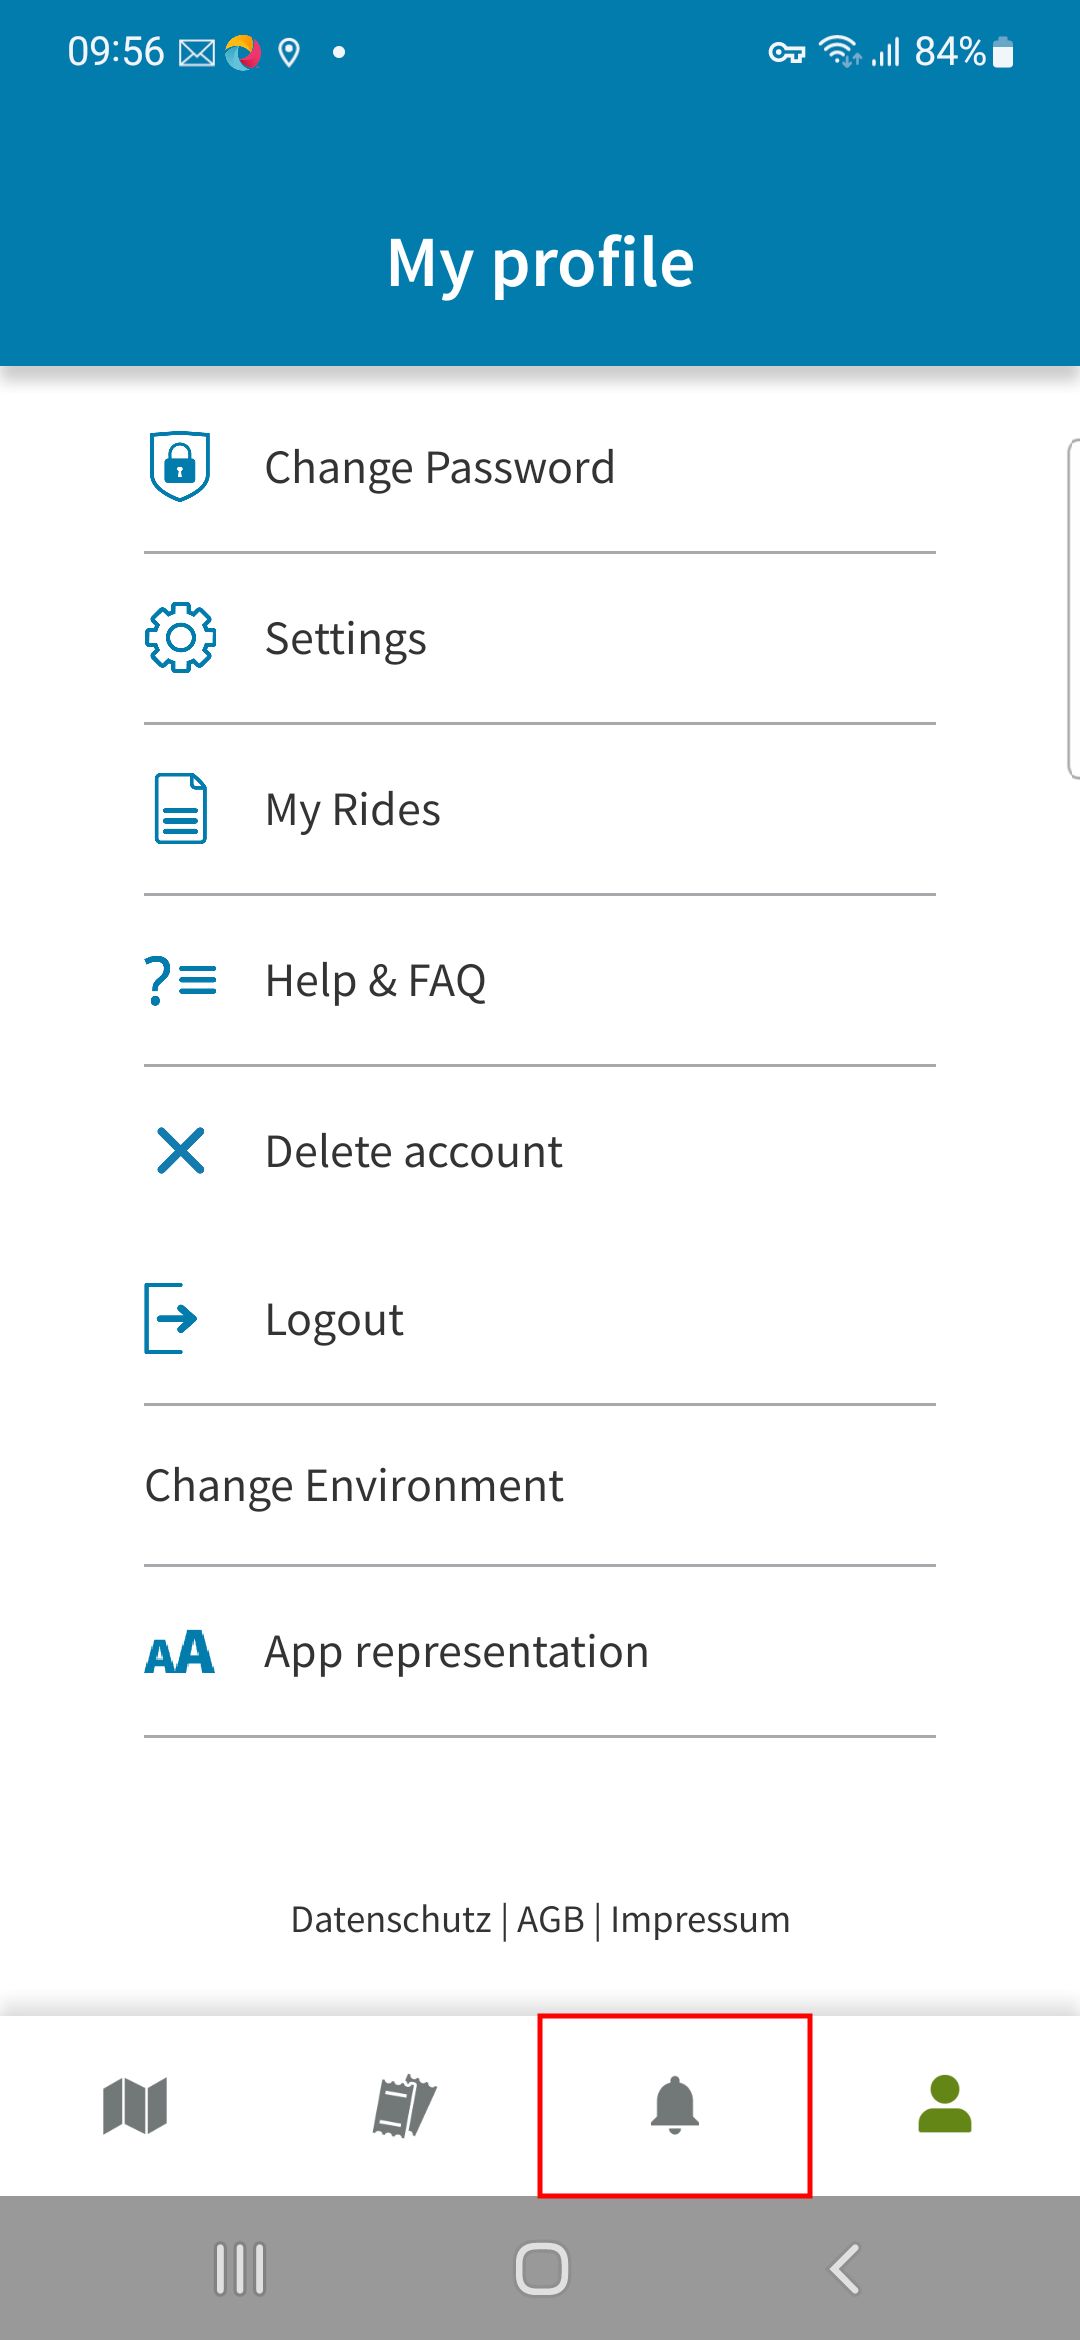 09:56 84%
My profile
Change Password
Settings
My Rides
Help & FAQ
Delete account
Logout
Change Environment
AA App representation
Datenschutz | AGB | Impressum